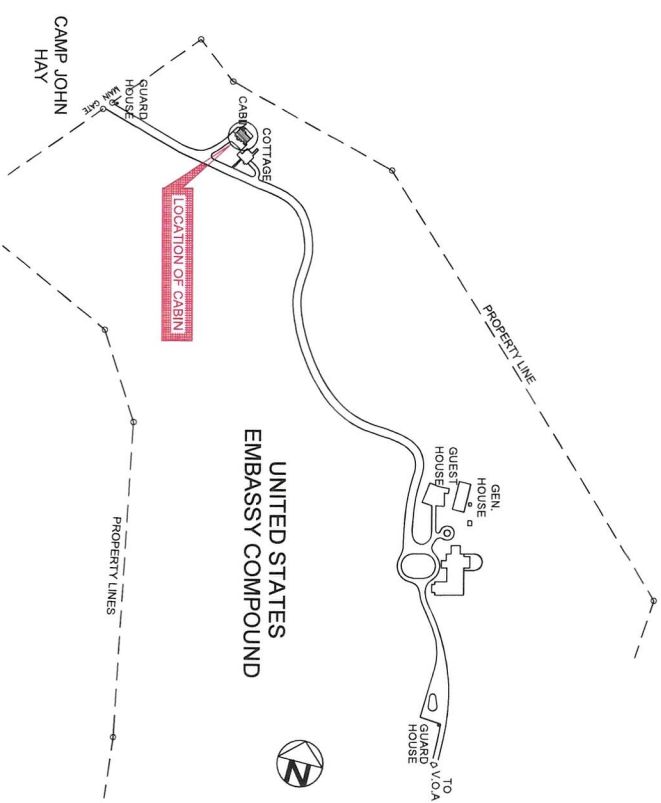 CAMP JOHN
HAY
MAIN GATE
GUARD
HOUSE
CABIN
COTTAGE
LOCATION OF CABIN
PROPERTY LINE
GEN.
HOUSE
GUEST
HOUSE
UNITED STATES
EMBASSY COMPOUND
PROPERTY LINES
GUARD
HOUSE
TO
V.O.A
N